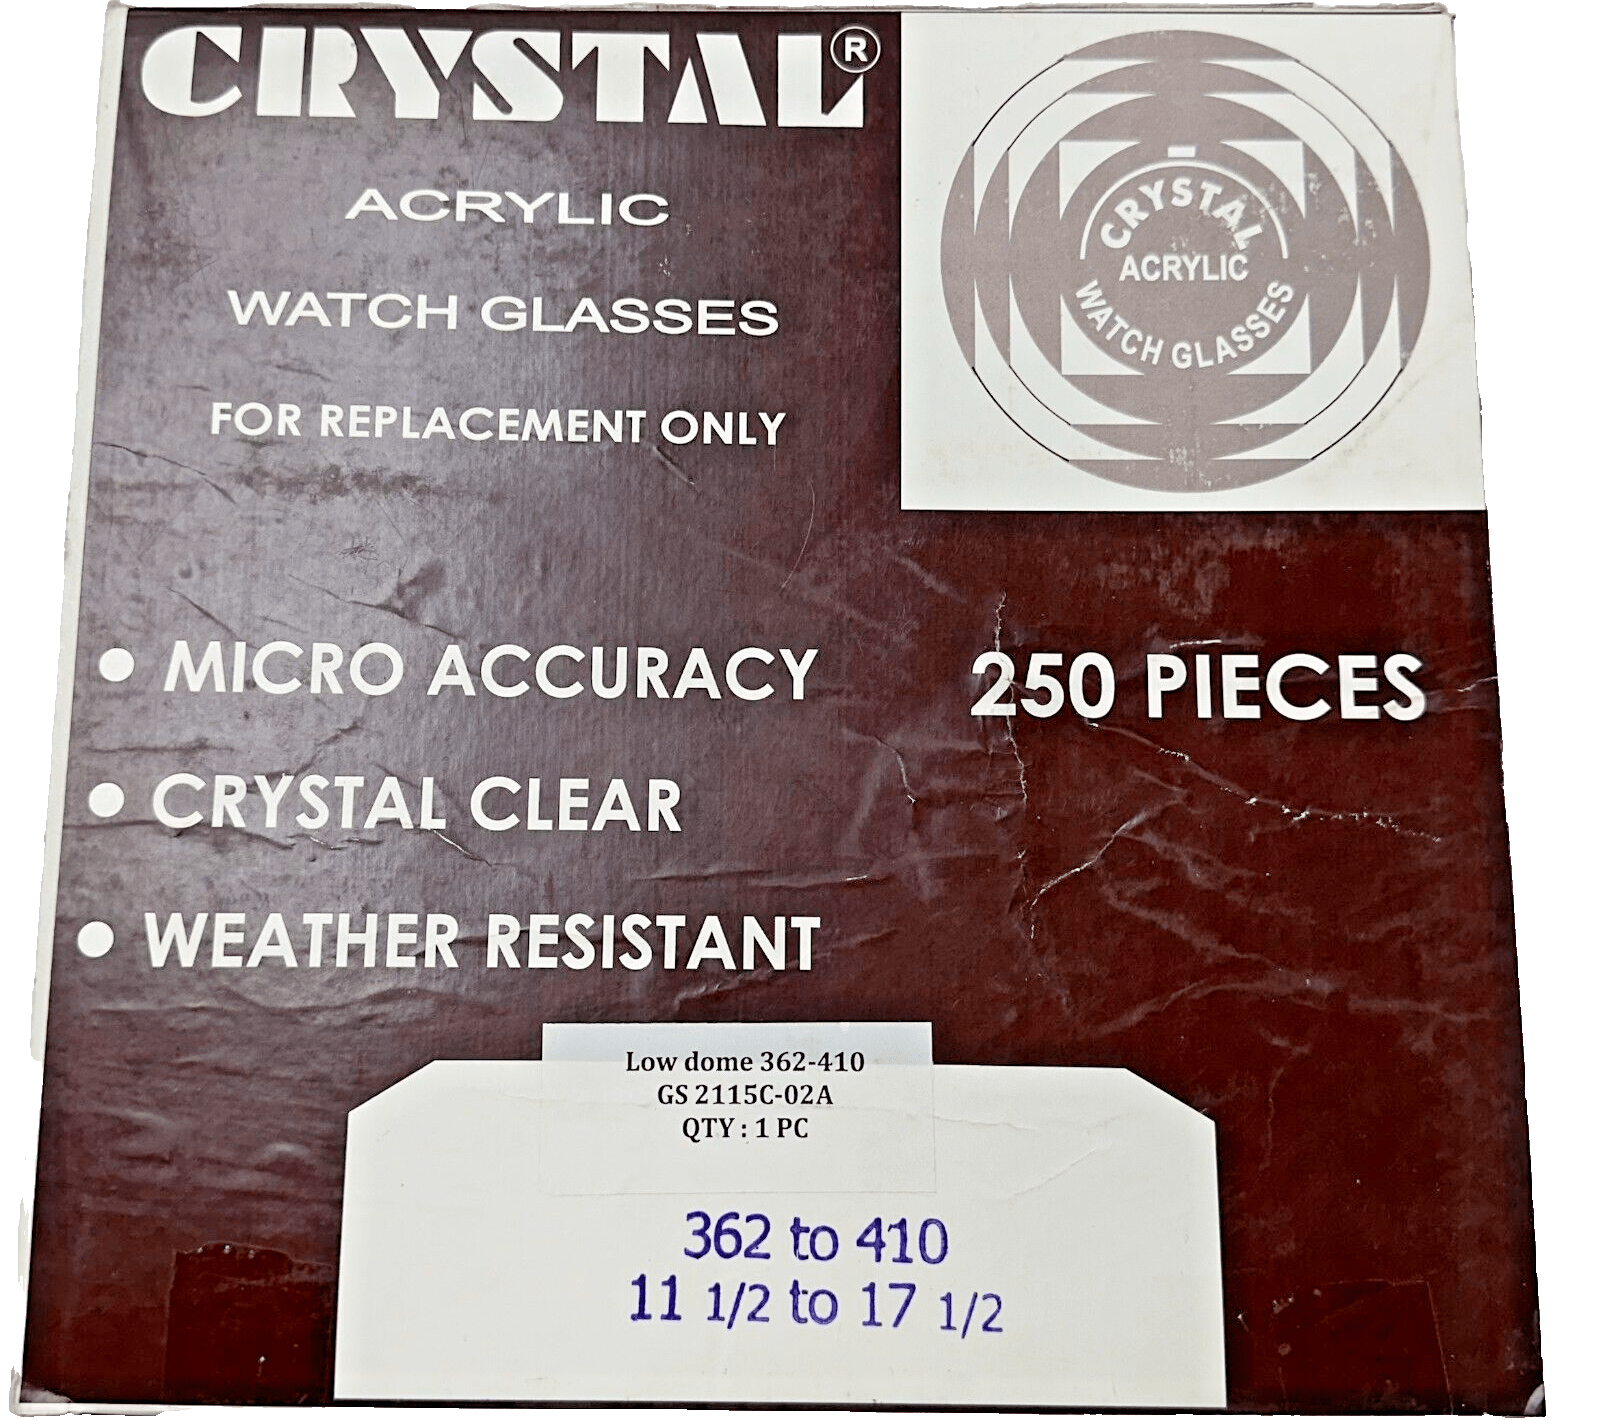 CRYSTAL®
ACRYLIC
WATCH GLASSES
FOR REPLACEMENT ONLY
CRYSTAL
ACRYLIC
WATCH GLASSES
• MICRO ACCURACY
250 PIECES
• CRYSTAL CLEAR
• WEATHER RESISTANT
Low dome 362-410
GS 2115C-02A
QTY : 1 PC
362 to 410
11 1/2 to 17 1/2